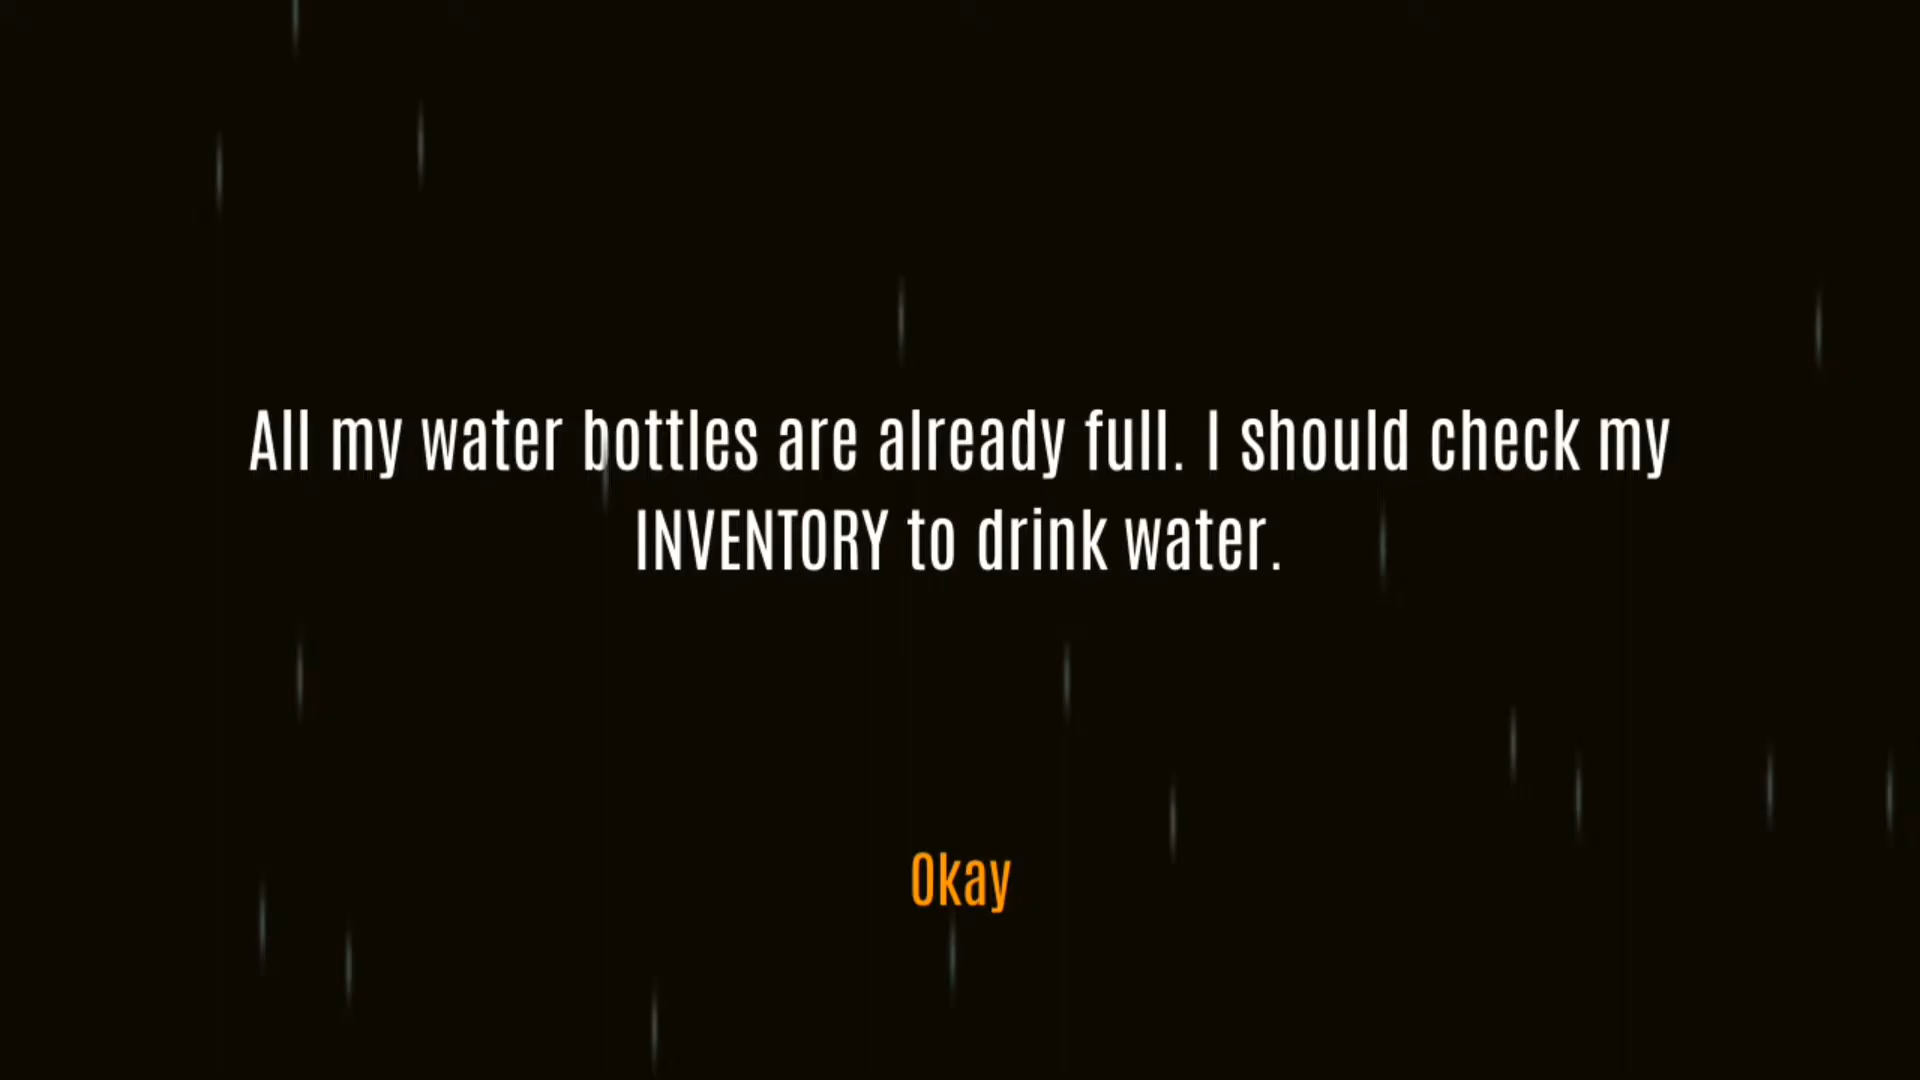 All my water bottles are already full. I should check my
INVENTORY to drink water.
Okay